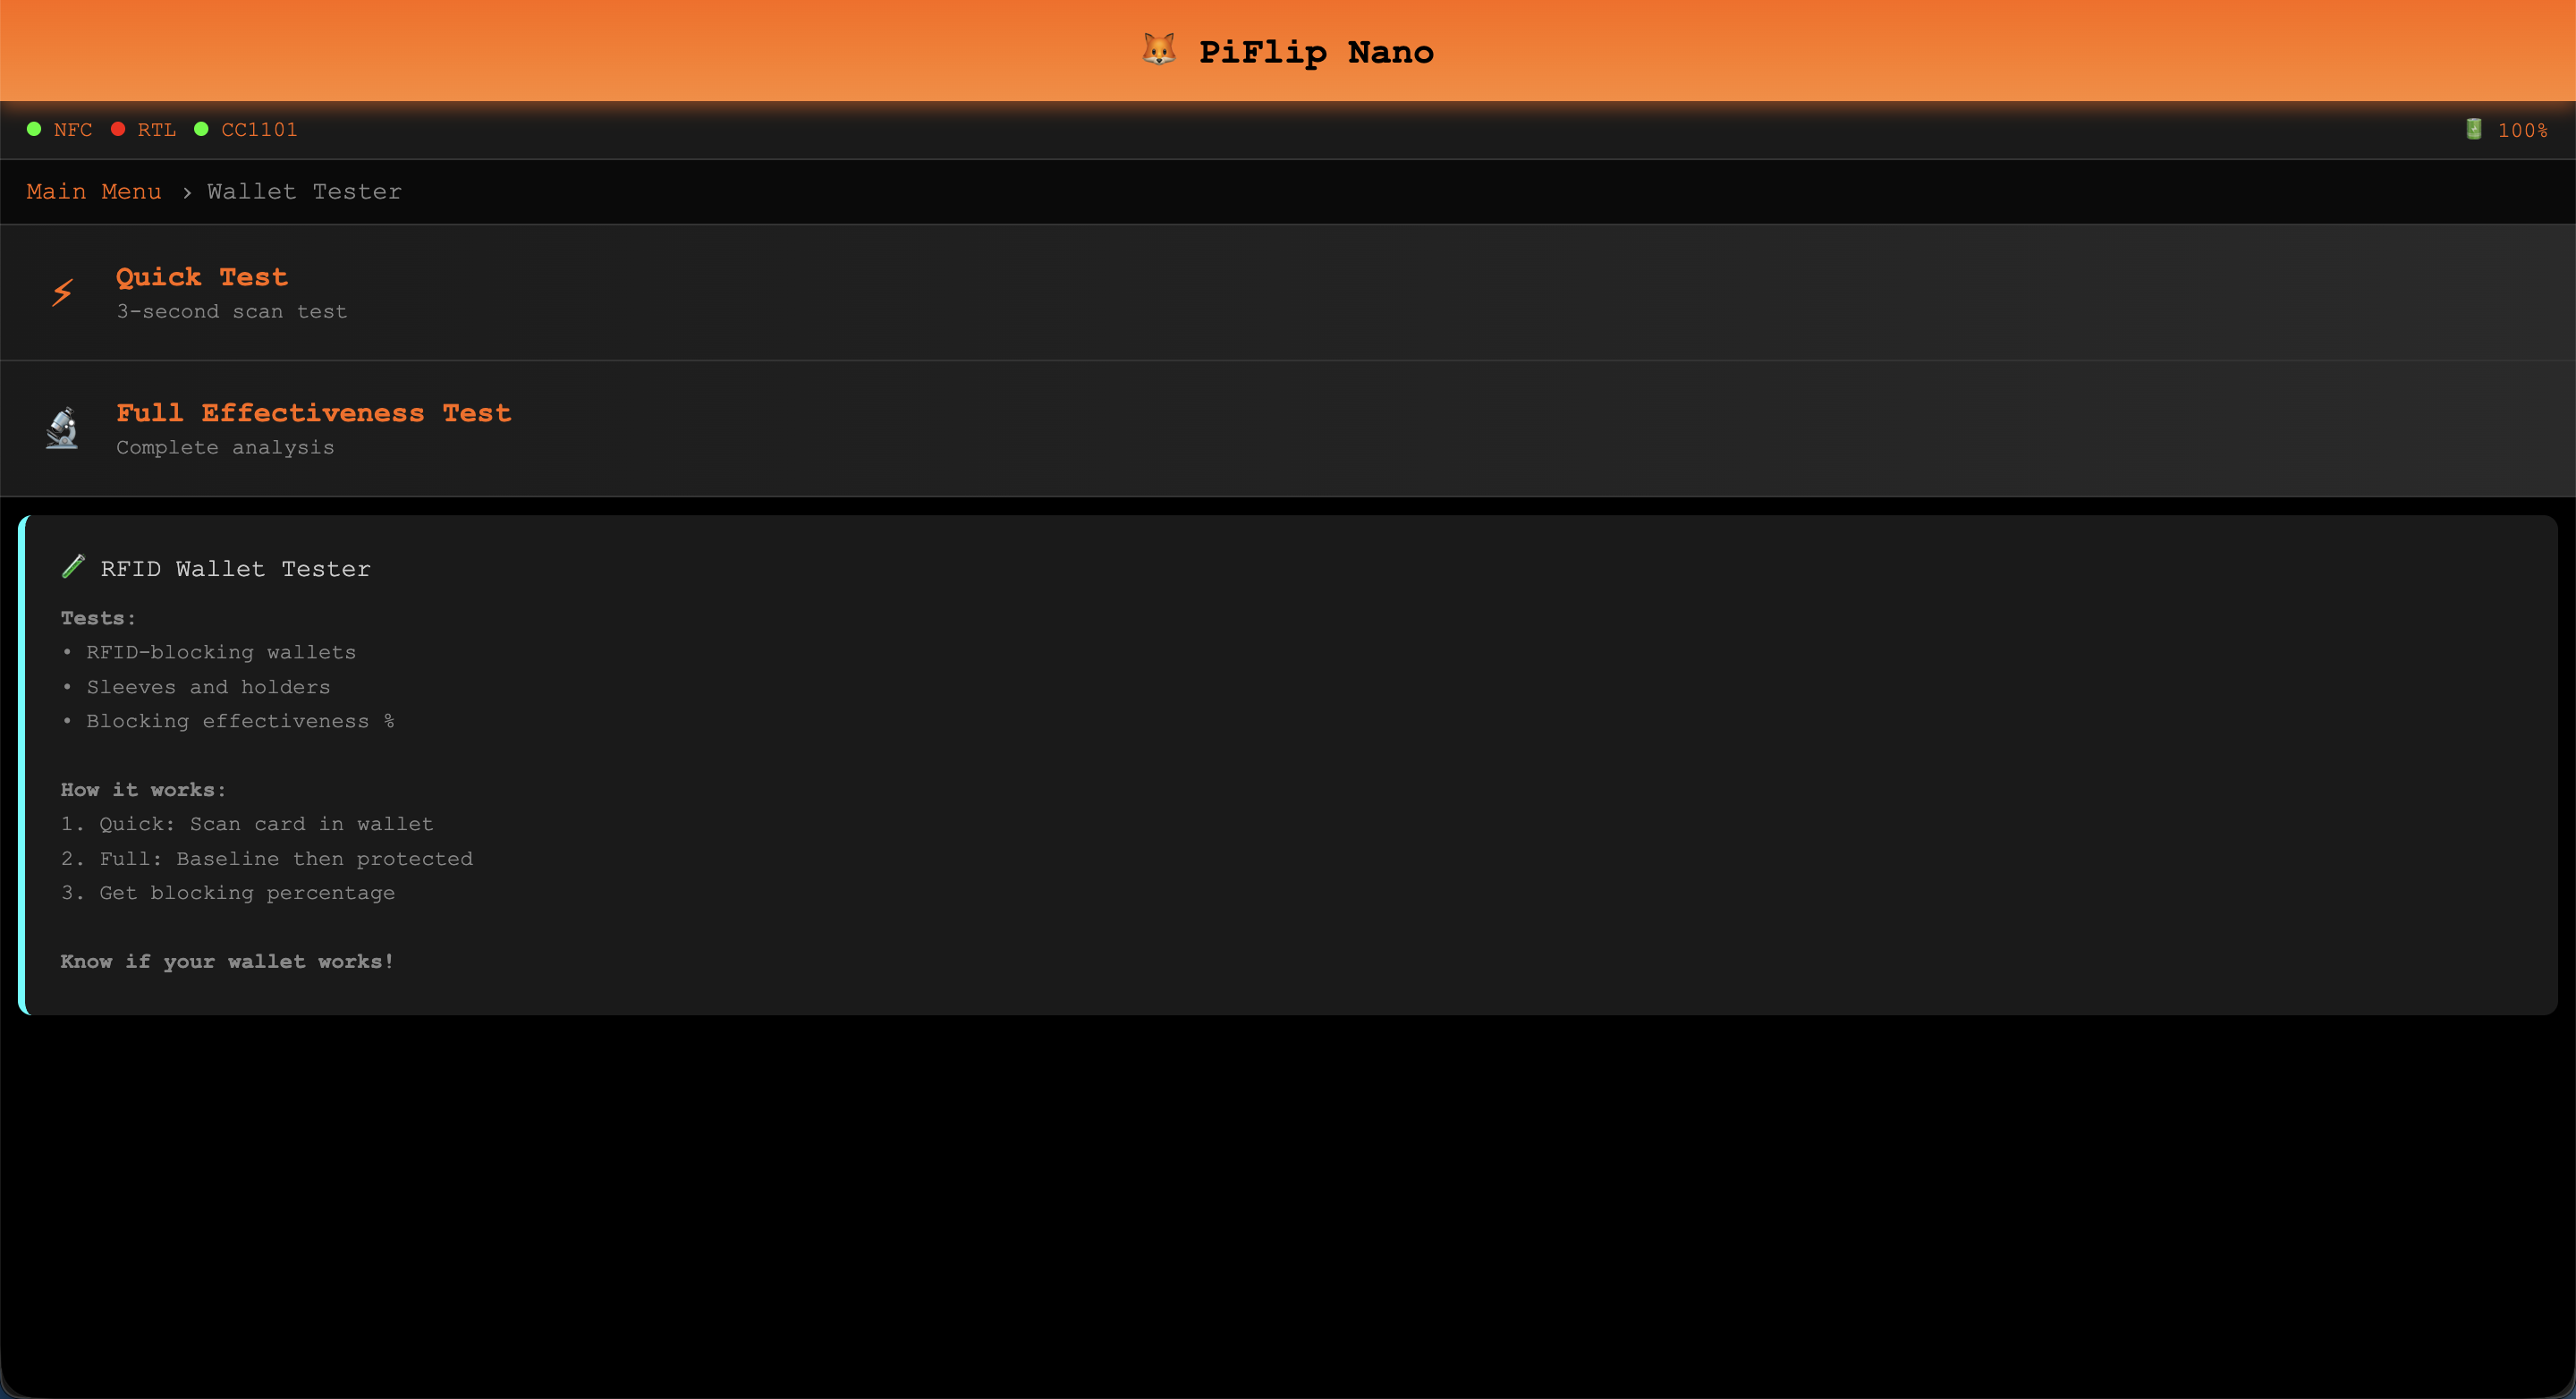 🦊 PiFlip Nano
NFC RTL CC1101 🔋 100%
Main Menu › Wallet Tester
⚡ Quick Test
3-second scan test
🔬 Full Effectiveness Test
Complete analysis
🧪 RFID Wallet Tester
Tests:
• RFID-blocking wallets
• Sleeves and holders
• Blocking effectiveness %
How it works:
1. Quick: Scan card in wallet
2. Full: Baseline then protected
3. Get blocking percentage
Know if your wallet works!